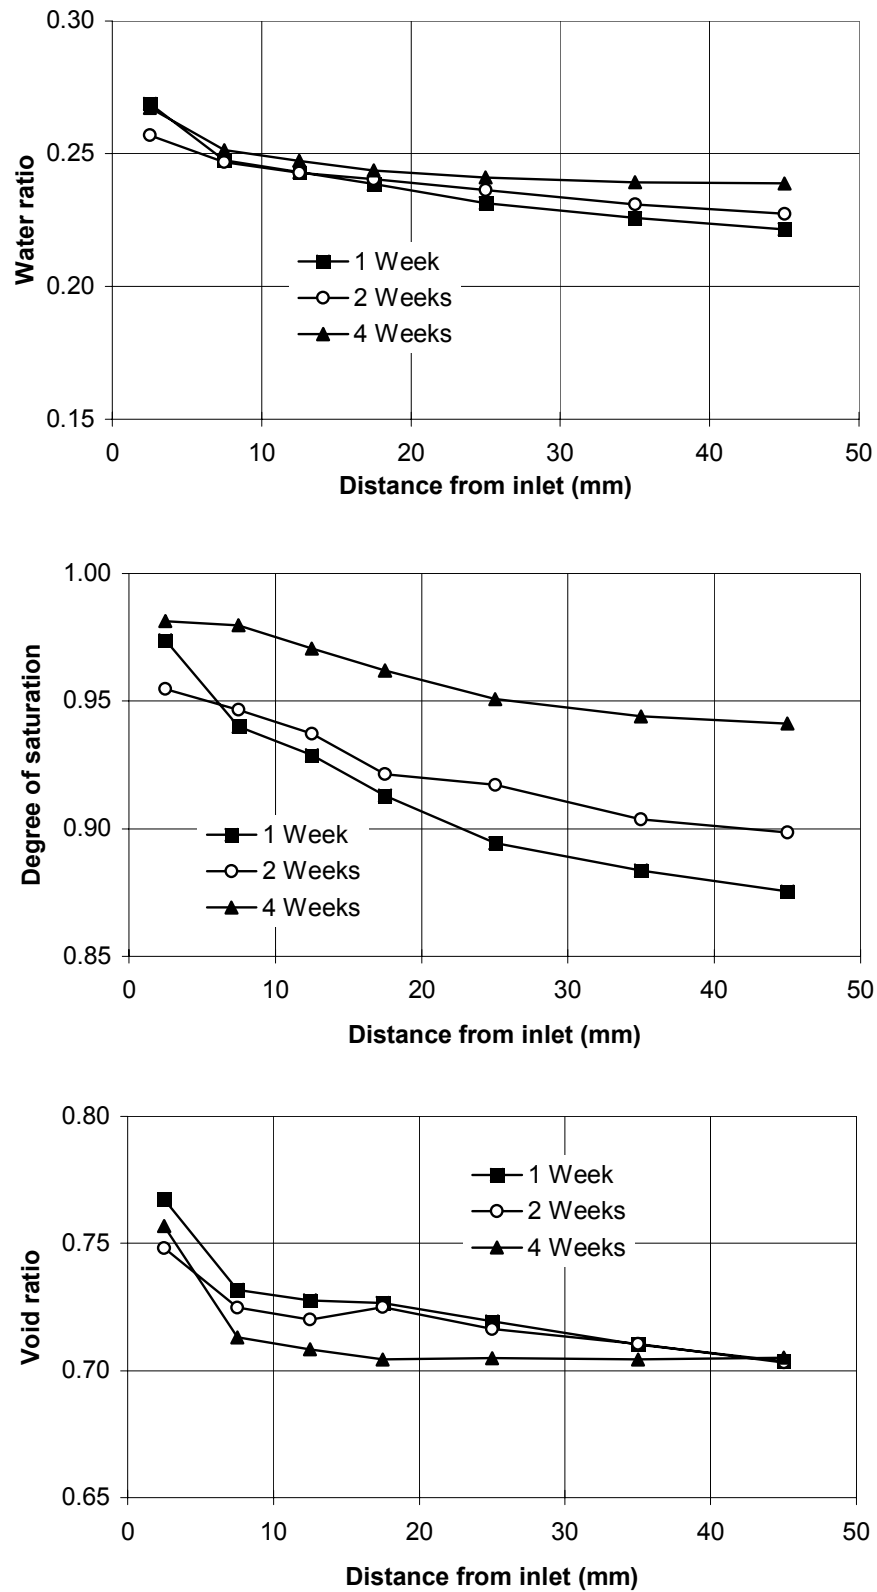 0.30
0.25
0.20
0.15
Water ratio
1 Week
2 Weeks
4 Weeks
0 10 20 30 40 50
Distance from inlet (mm)
1.00
0.95
0.90
0.85
Degree of saturation
1 Week
2 Weeks
4 Weeks
0 10 20 30 40 50
Distance from inlet (mm)
0.80
0.75
0.70
0.65
Void ratio
1 Week
2 Weeks
4 Weeks
0 10 20 30 40 50
Distance from inlet (mm)